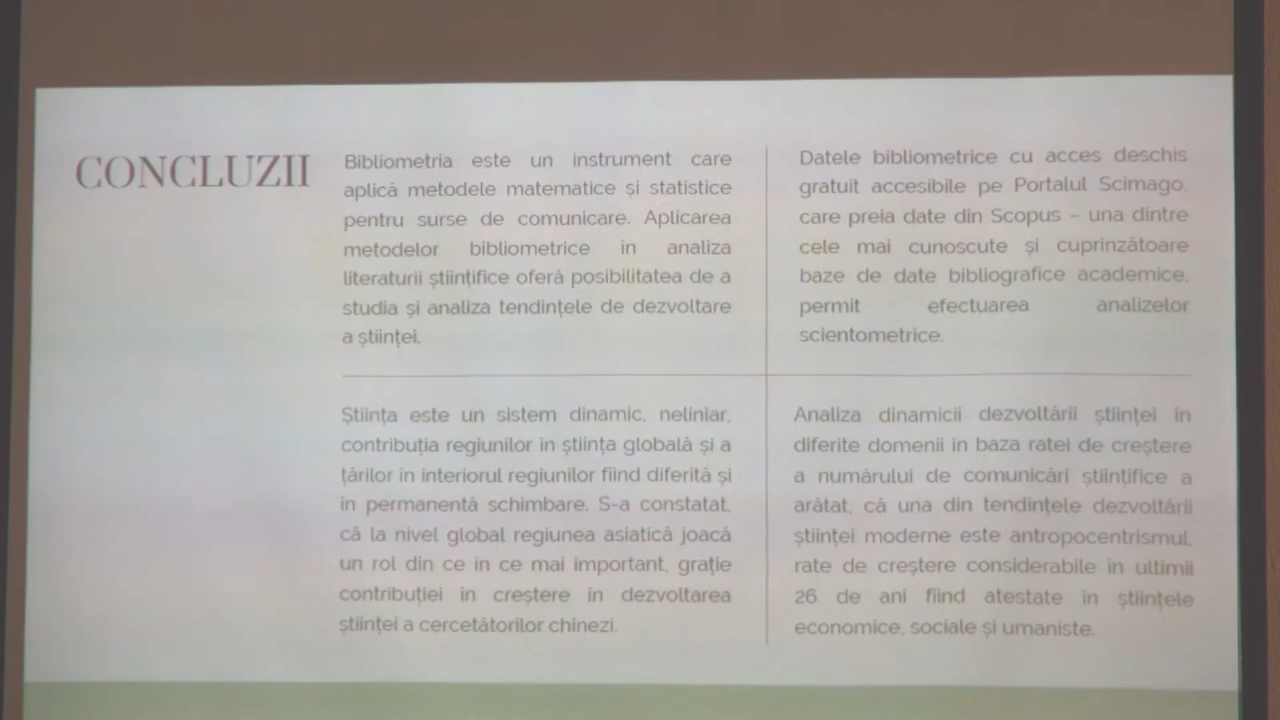 CONCLUZII
Bibliometria este un instrument care
aplică metodele matematice și statistice
pentru surse de comunicare. Aplicarea
metodelor bibliometrice în analiza
literaturii științifice oferă posibilitatea de a
studia și analiza tendințele de dezvoltare
a științei.
Datele bibliometrice cu acces deschis
gratuit accesibile pe Portalul Scimago,
care preia date din Scopus – una dintre
cele mai cunoscute și cuprinzătoare
baze de date bibliografice academice,
permit efectuarea analizelor
scientometrice.
Știința este un sistem dinamic, neliniar,
contribuția regiunilor în știința globală și a
țărilor în interiorul regiunilor fiind diferită și
în permanentă schimbare. S-a constatat,
că la nivel global regiunea asiatică joacă
un rol din ce în ce mai important, grație
contribuției în creștere în dezvoltarea
științei a cercetătorilor chinezi.
Analiza dinamicii dezvoltării științei în
diferite domenii în baza ratei de creștere
a numărului de comunicări științifice a
arătat, că una din tendințele dezvoltării
științei moderne este antropocentrismul,
rate de creștere considerabile în ultimii
26 de ani fiind atestate în științele
economice, sociale și umaniste.